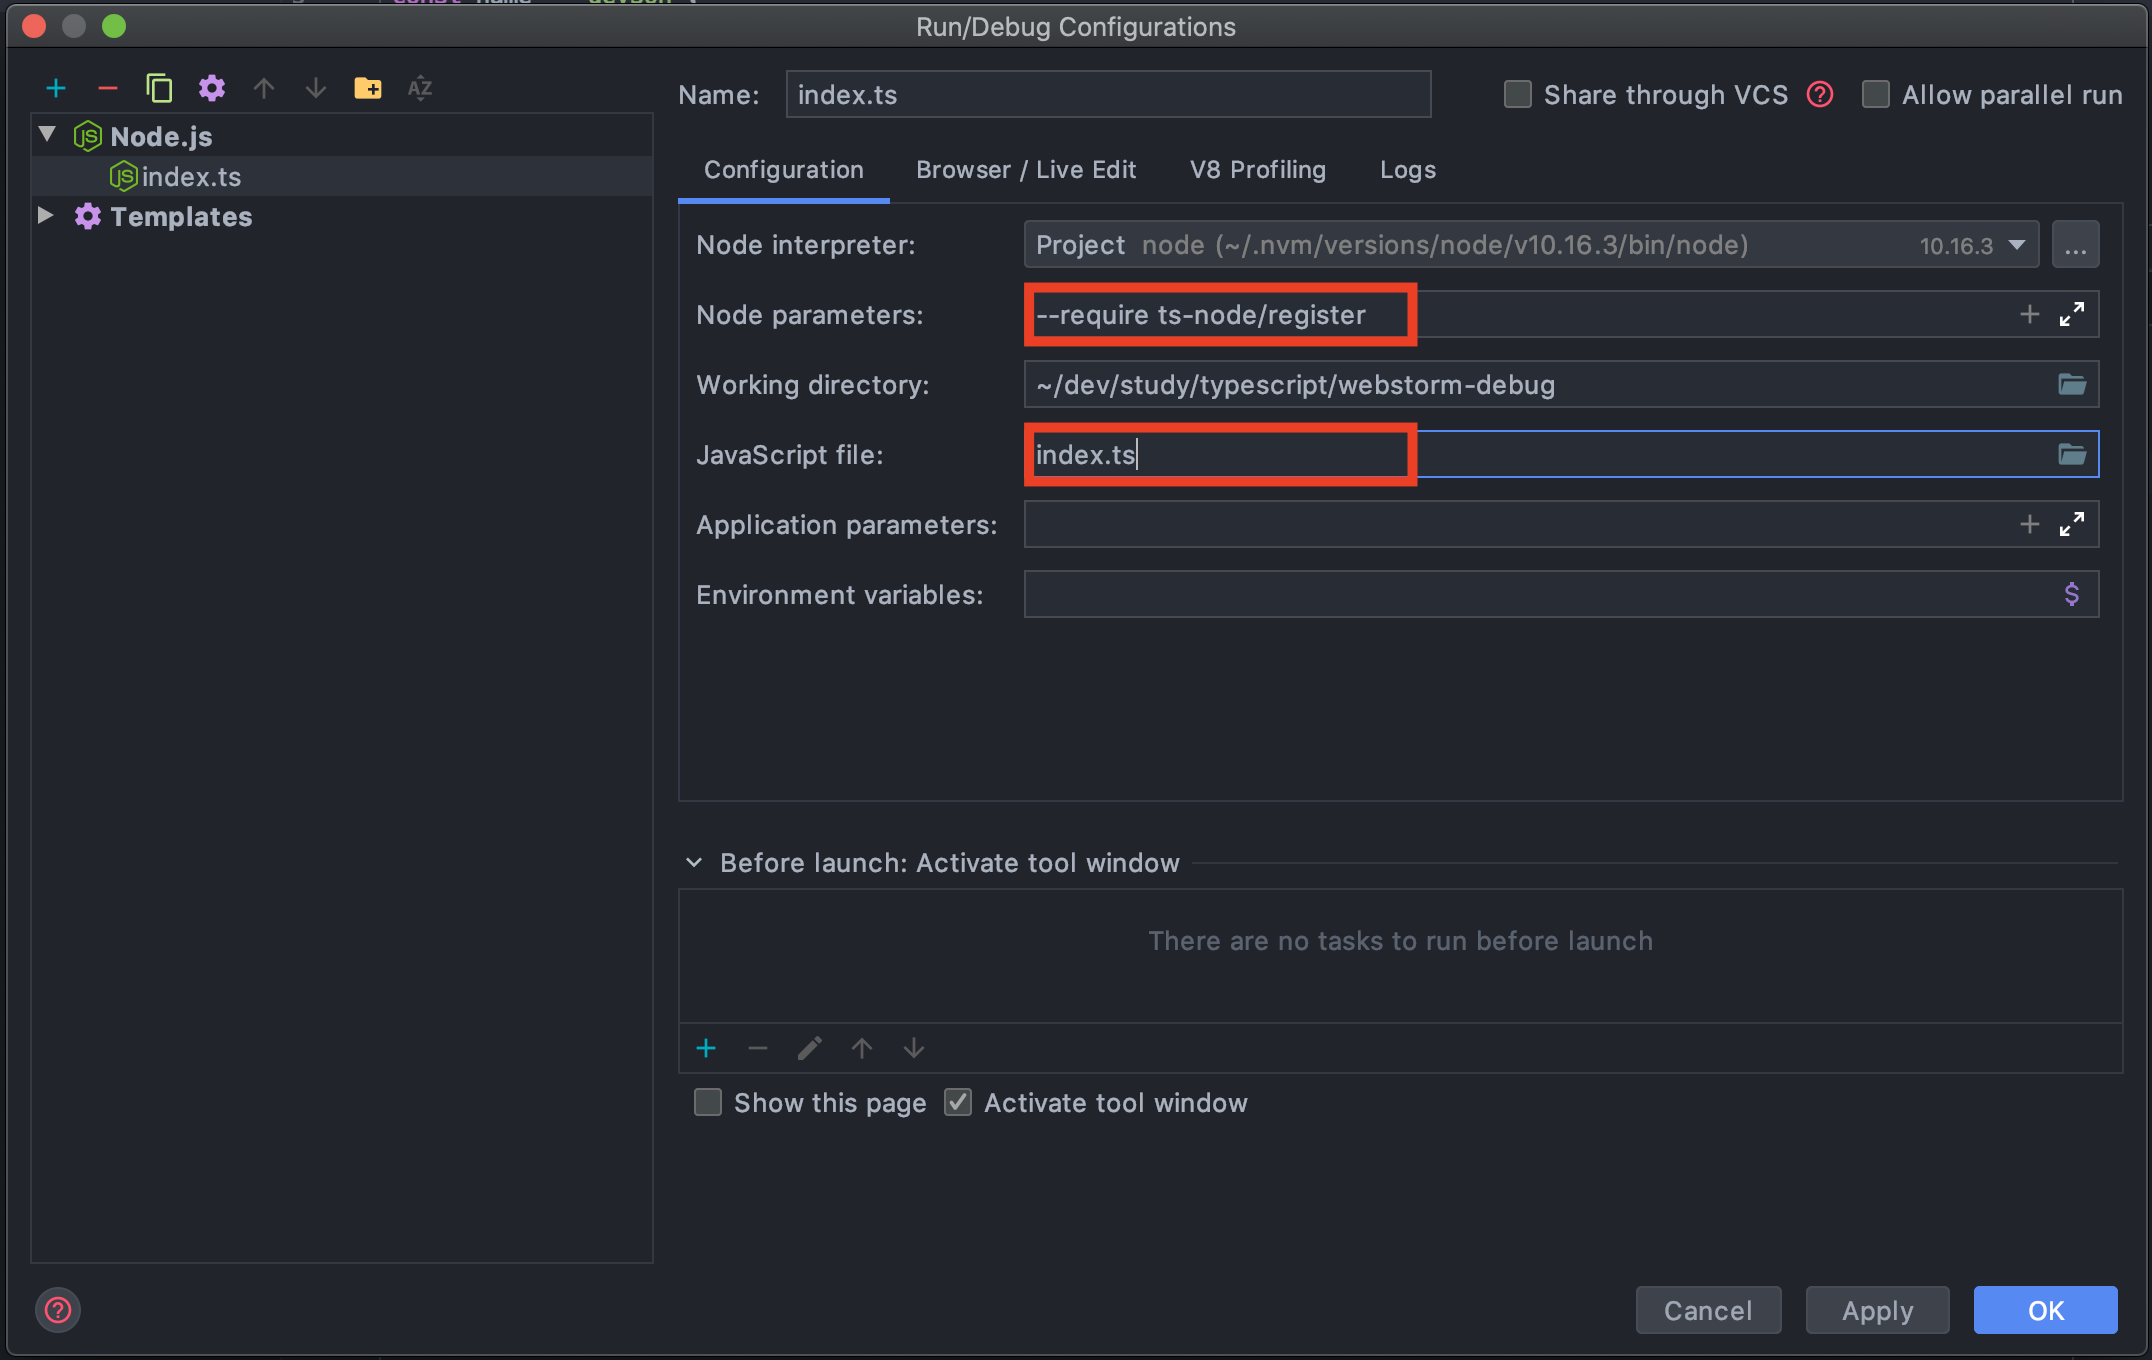 Run/Debug Configurations
Name: index.ts
Share through VCS
Allow parallel run
Node.js
index.ts
Templates
Configuration
Browser / Live Edit
V8 Profiling
Logs
Node interpreter: Project node (~/.nvm/versions/node/v10.16.3/bin/node) 10.16.3
...
Node parameters: --require ts-node/register
Working directory: ~/dev/study/typescript/webstorm-debug
JavaScript file: index.ts
Application parameters:
Environment variables: $
Before launch: Activate tool window
There are no tasks to run before launch
Show this page
Activate tool window
? Cancel Apply OK